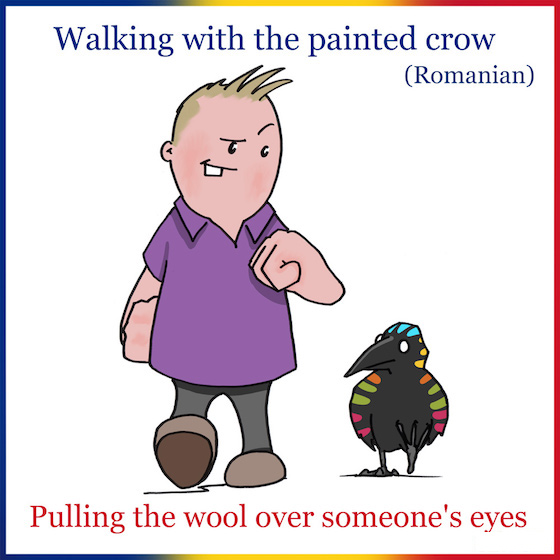 Walking with the painted crow
(Romanian)
Pulling the wool over someone's eyes